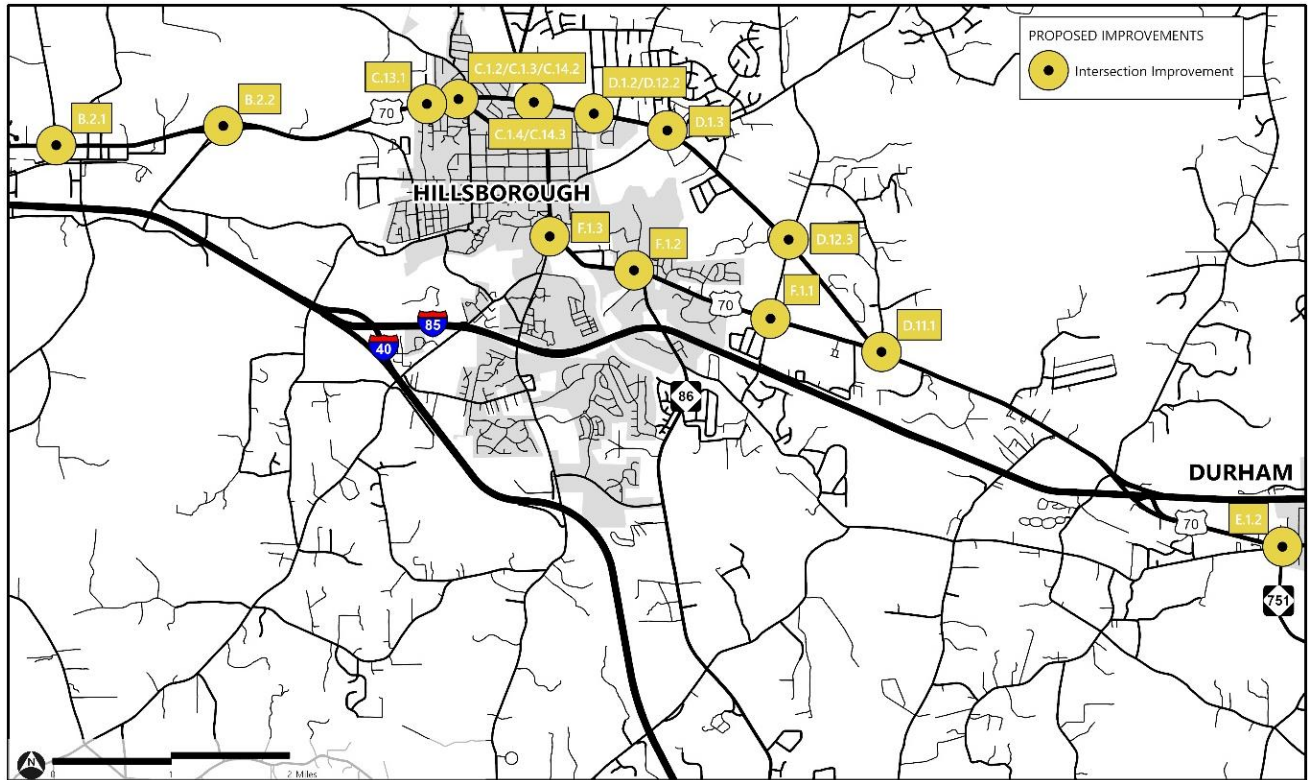 PROPOSED IMPROVEMENTS
Intersection Improvement
C.1.2/C.1.3/C.14.2
C.13.1
D.1.2/D.12.2
B.2.2
70
B.2.1
C.1.4/C.14.3
D.1.3
HILLSBOROUGH
F.1.3
D.12.3
F.1.2
70
F.1.1
85
40
D.11.1
86
DURHAM
70
E.1.2
751
N
0
1
2 Miles